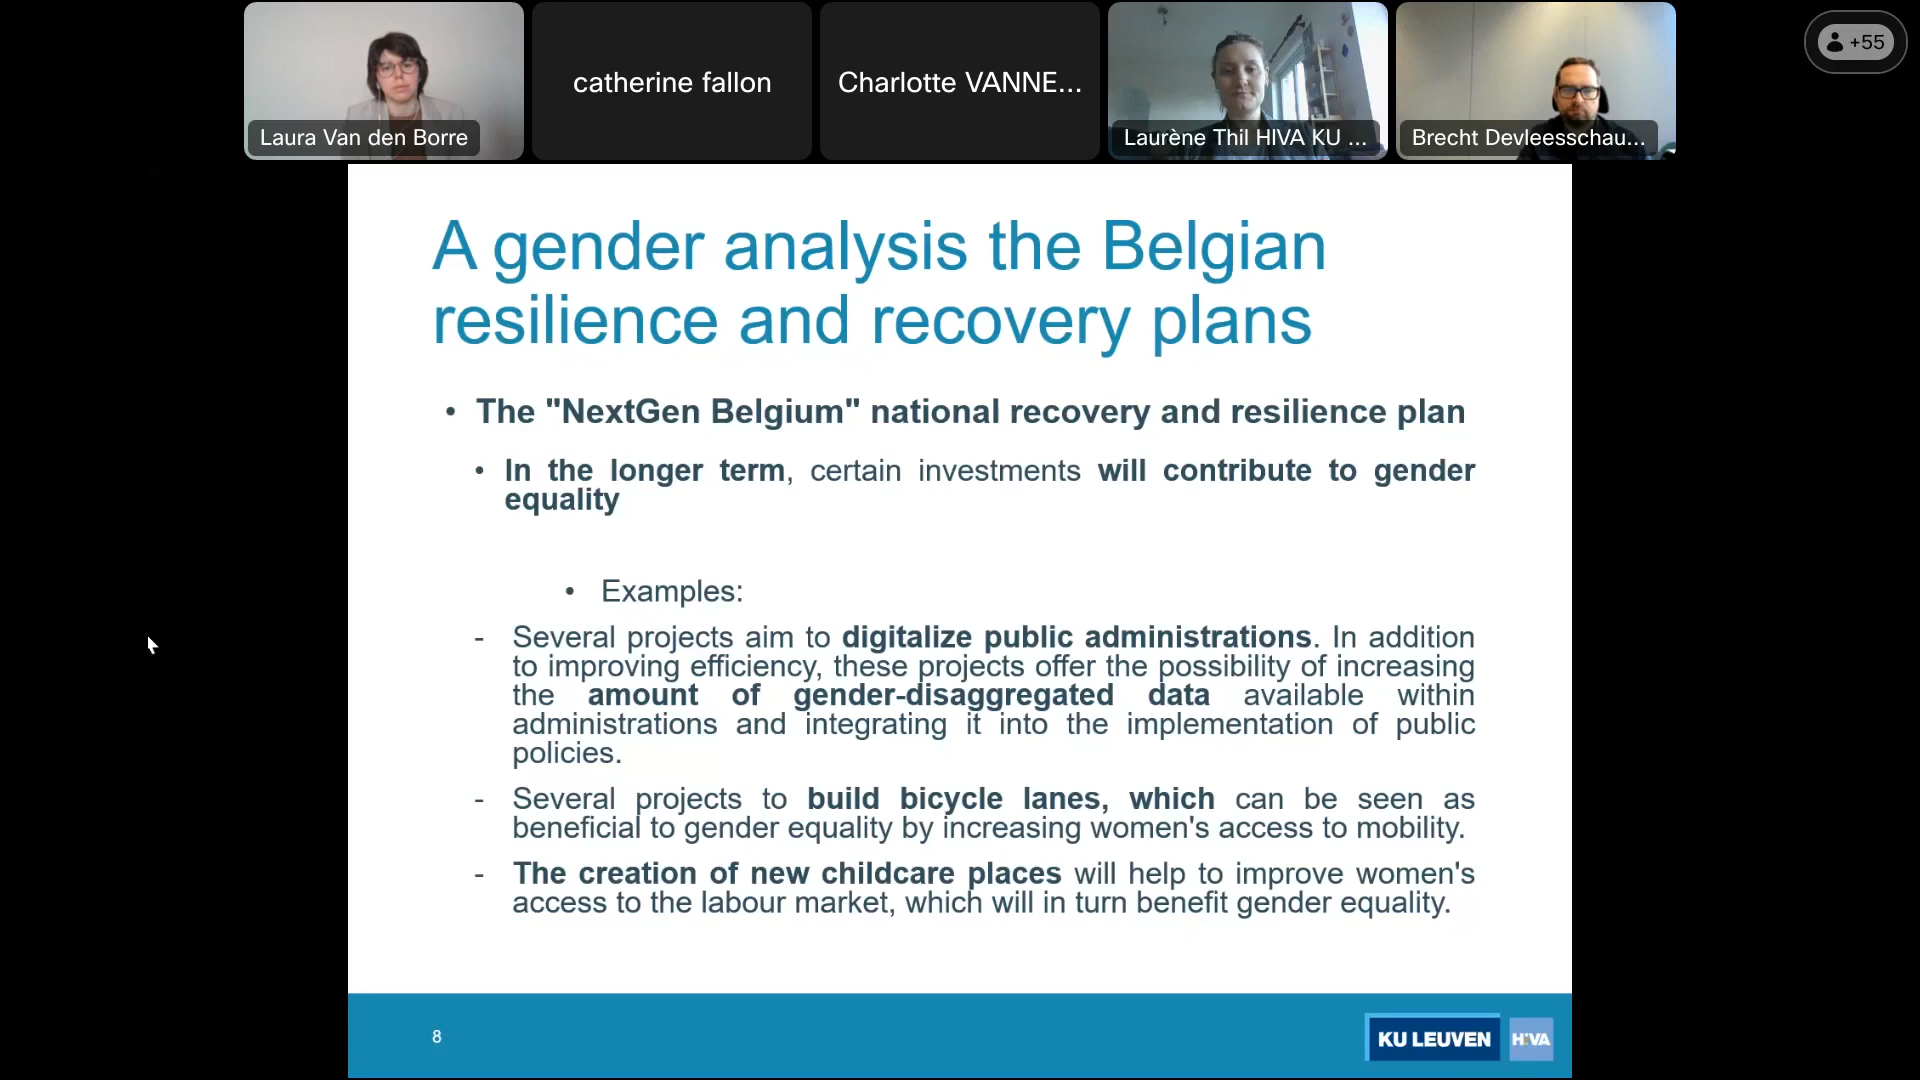 Laura Van den Borre
catherine fallon
Charlotte VANNE...
Laurène Thil HIVA KU ...
Brecht Devleesschau...
+55
A gender analysis the Belgian
resilience and recovery plans
• The "NextGen Belgium" national recovery and resilience plan
• In the longer term, certain investments will contribute to gender
equality
• Examples:
- Several projects aim to digitalize public administrations. In addition
to improving efficiency, these projects offer the possibility of increasing
the amount of gender-disaggregated data available within
administrations and integrating it into the implementation of public
policies.
- Several projects to build bicycle lanes, which can be seen as
beneficial to gender equality by increasing women's access to mobility.
- The creation of new childcare places will help to improve women's
access to the labour market, which will in turn benefit gender equality.
8
KU LEUVEN
HIVA